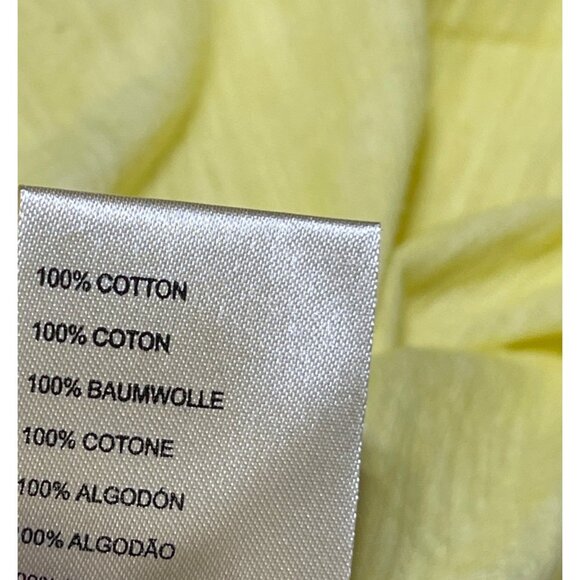 100% COTTON
100% COTON
100% BAUMWOLLE
100% COTONE
100% ALGODÓN
100% ALGODÃO